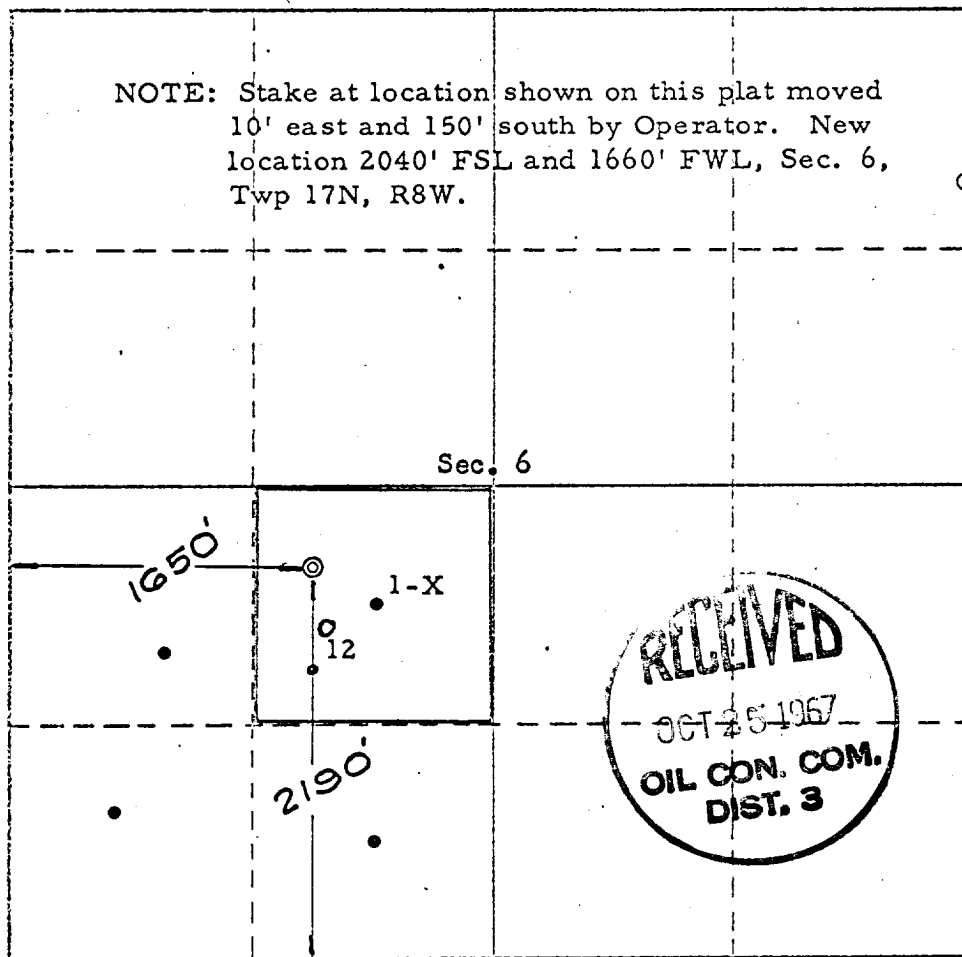 NOTE: Stake at location shown on this plat moved
10' east and 150' south by Operator. New
location 2040' FSL and 1660' FWL, Sec. 6,
Twp 17N, R8W.
Sec. 6
1650'
1-X
12
2190'
RECEIVED
OCT 25 1967
OIL CON. COM.
DIST. 3